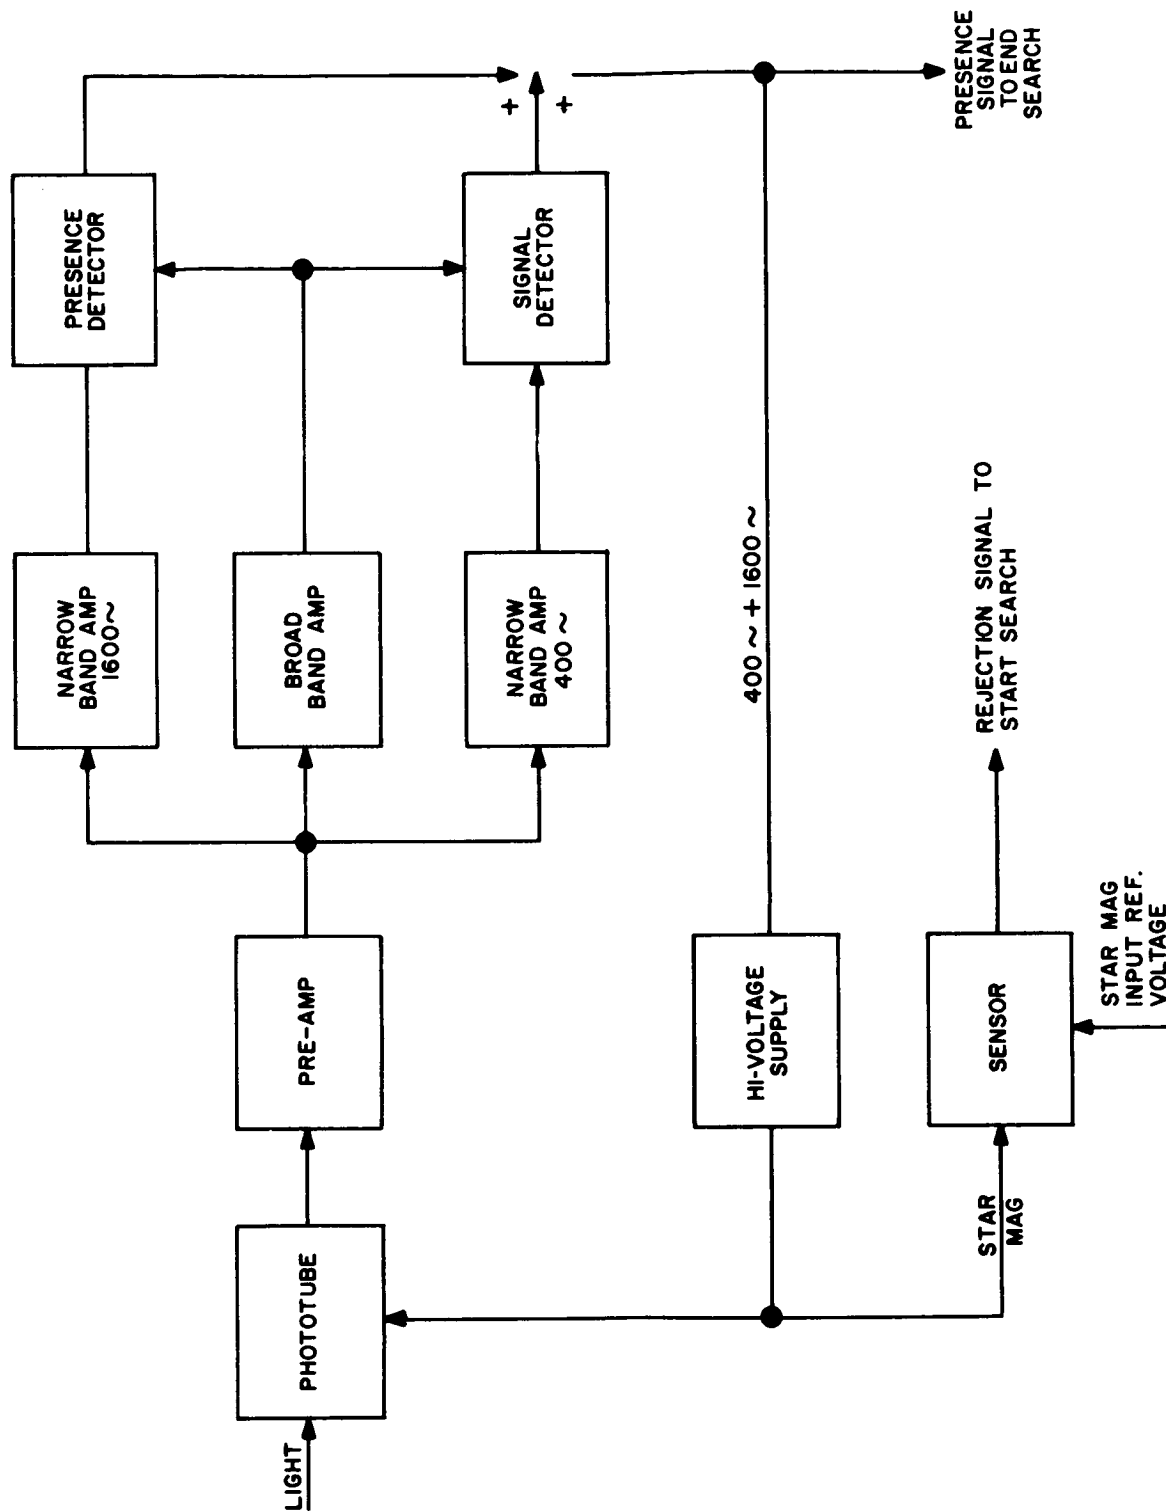 LIGHT
PHOTOTUBE
PRE-AMP
NARROW
BAND AMP
1600~
BROAD
BAND AMP
NARROW
BAND AMP
400~
PRESENCE
DETECTOR
SIGNAL
DETECTOR
+
+
HI-VOLTAGE
SUPPLY
400~ + 1600~
PRESENCE
SIGNAL
TO END
SEARCH
STAR
MAG
SENSOR
STAR MAG
INPUT REF.
VOLTAGE
REJECTION SIGNAL TO
START SEARCH